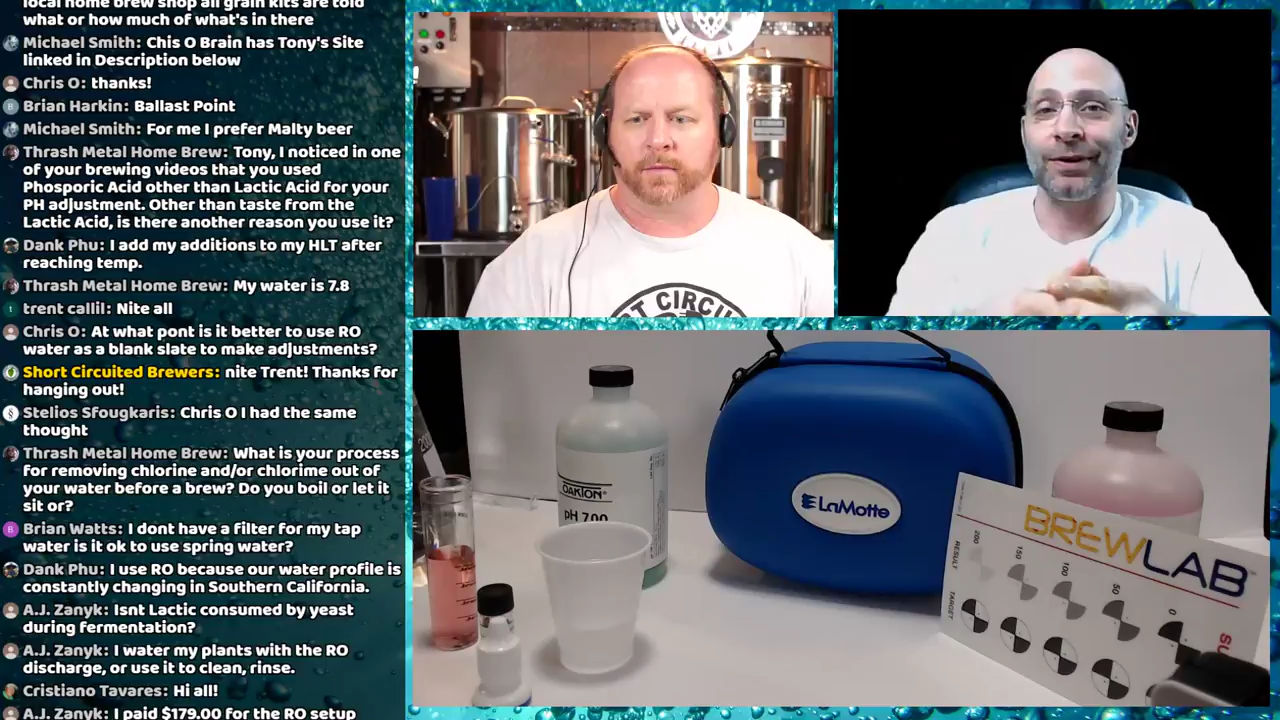 local home brew shop all grain kits are told
what or how much of what's in there
Michael Smith: Chis O Brain has Tony's Site
linked in Description below
Chris O: thanks!
Brian Harkin: Ballast Point
Michael Smith: For me I prefer Malty beer
Thrash Metal Home Brew: Tony, I noticed in one
of your brewing videos that you used
Phosporic Acid other than Lactic Acid for your
PH adjustment. Other than taste from the
Lactic Acid, is there another reason you use it?
Dank Phu: I add my additions to my HLT after
reaching temp.
Thrash Metal Home Brew: My water is 7.8
trent callil: Nite all
Chris O: At what pont is it better to use RO
water as a blank slate to make adjustments?
Short Circuited Brewers: nite Trent! Thanks for
hanging out!
Stelios Sfougkaris: Chris O I had the same
thought
Thrash Metal Home Brew: What is your process
for removing chlorine and/or chlorime out of
your water before a brew? Do you boil or let it
sit or?
Brian Watts: I dont have a filter for my tap
water is it ok to use spring water?
Dank Phu: I use RO because our water profile is
constantly changing in Southern California.
A.J. Zanyk: Isnt Lactic consumed by yeast
during fermentation?
A.J. Zanyk: I water my plants with the RO
discharge, or use it to clean, rinse.
Cristiano Tavares: Hi all!
A.J. Zanyk: I paid $179.00 for the RO setup
T CIRCU
OAKTON
pH 7.00
LaMotte
BREWLAB
RESULT
200
150
100
50
0
TARGET
SU